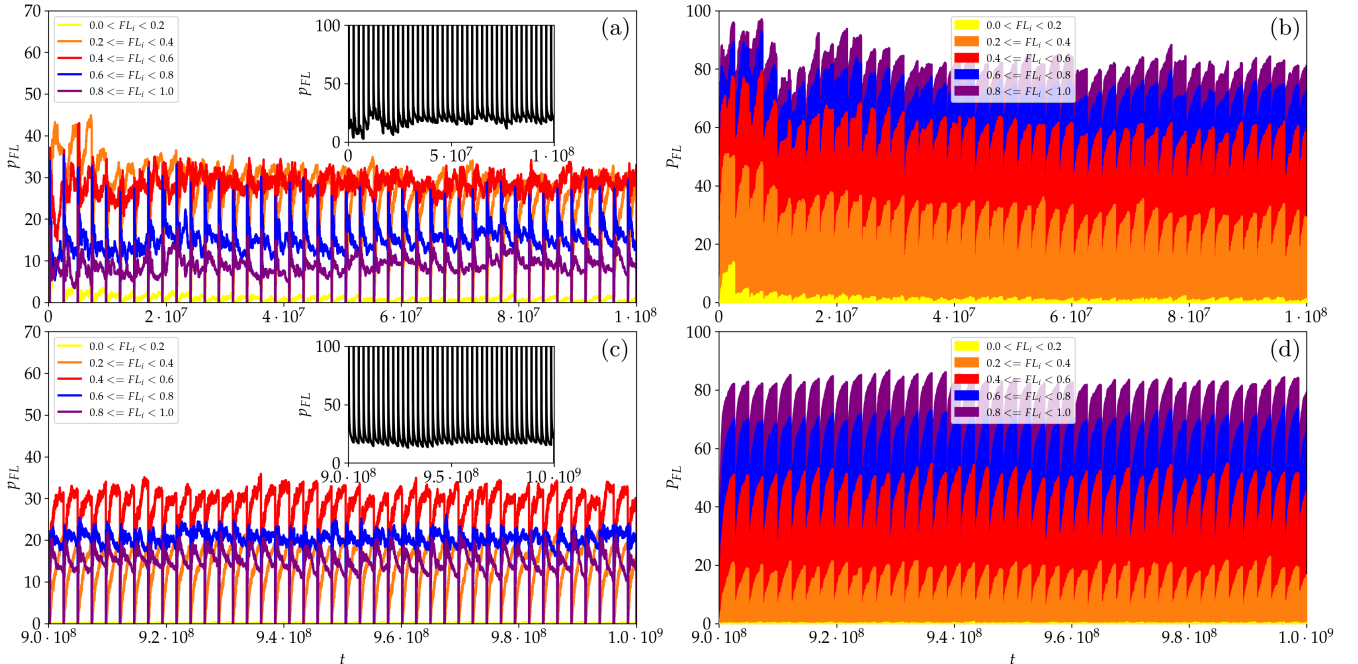 70
60
50
40
30
20
10
0
p_FL
0.0 < FL_i < 0.2
0.2 <= FL_i < 0.4
0.4 <= FL_i < 0.6
0.6 <= FL_i < 0.8
0.8 <= FL_i < 1.0
100
50
0
p_FL
0 5·10^7 1·10^8
(a)
0 2·10^7 4·10^7 6·10^7 8·10^7 1·10^8
100
80
60
40
20
0
P_FL
0.0 < FL_i < 0.2
0.2 <= FL_i < 0.4
0.4 <= FL_i < 0.6
0.6 <= FL_i < 0.8
0.8 <= FL_i < 1.0
(b)
0 2·10^7 4·10^7 6·10^7 8·10^7 1·10^8
70
60
50
40
30
20
10
0
p_FL
0.0 < FL_i < 0.2
0.2 <= FL_i < 0.4
0.4 <= FL_i < 0.6
0.6 <= FL_i < 0.8
0.8 <= FL_i < 1.0
100
50
0
p_FL
9.0·10^8 9.5·10^8 1.0·10^9
(c)
9.0·10^8 9.2·10^8 9.4·10^8 9.6·10^8 9.8·10^8 1.0·10^9
t
100
80
60
40
20
0
P_FL
0.0 < FL_i < 0.2
0.2 <= FL_i < 0.4
0.4 <= FL_i < 0.6
0.6 <= FL_i < 0.8
0.8 <= FL_i < 1.0
(d)
9.0·10^8 9.2·10^8 9.4·10^8 9.6·10^8 9.8·10^8 1.0·10^9
t